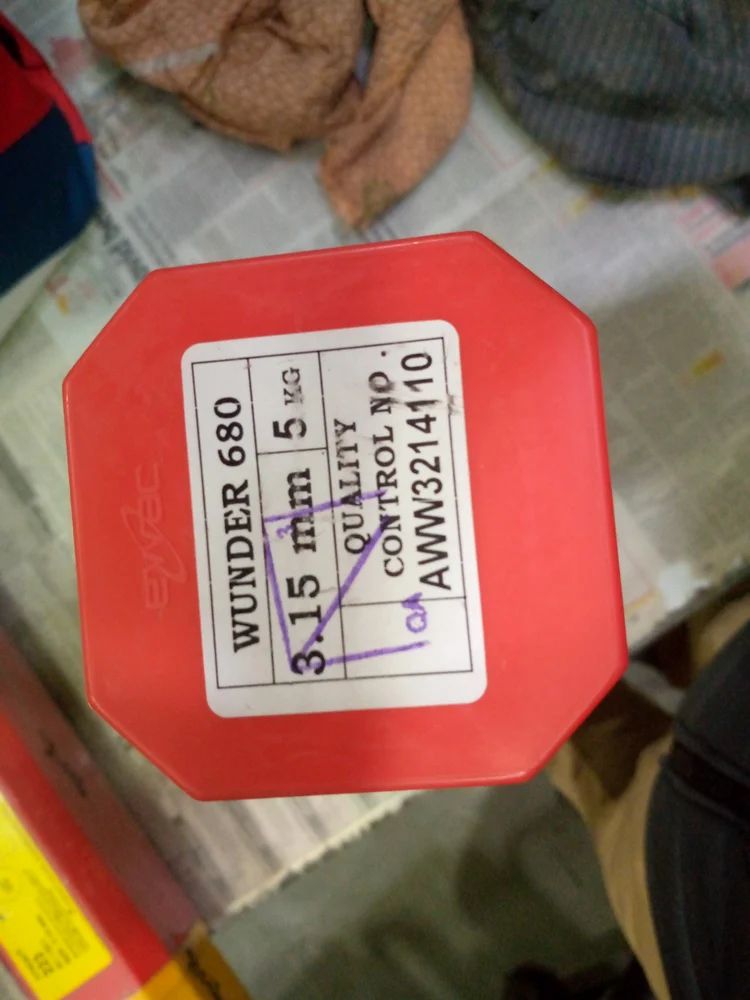 WUNDER 680
3.15 mm 5 KG
QUALITY
CONTROL NO.
AWW3214110
QA